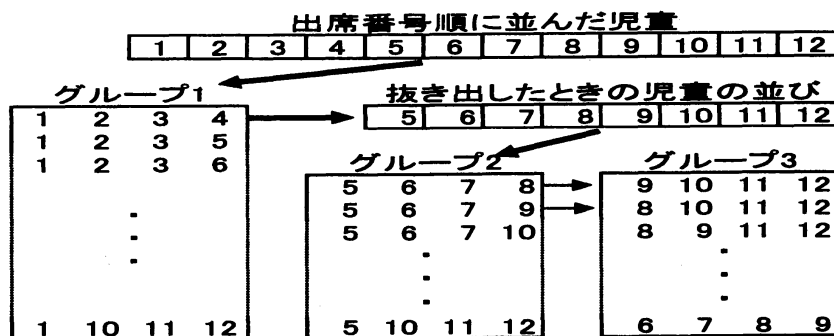 出席番号順に並んだ児童
1 2 3 4 5 6 7 8 9 10 11 12
グループ1
1 2 3 4
1 2 3 5
1 2 3 6
1 10 11 12
抜き出したときの児童の並び
5 6 7 8 9 10 11 12
グループ2
5 6 7 8
5 6 7 9
5 6 7 10
5 10 11 12
グループ3
9 10 11 12
8 10 11 12
8 9 11 12
6 7 8 9